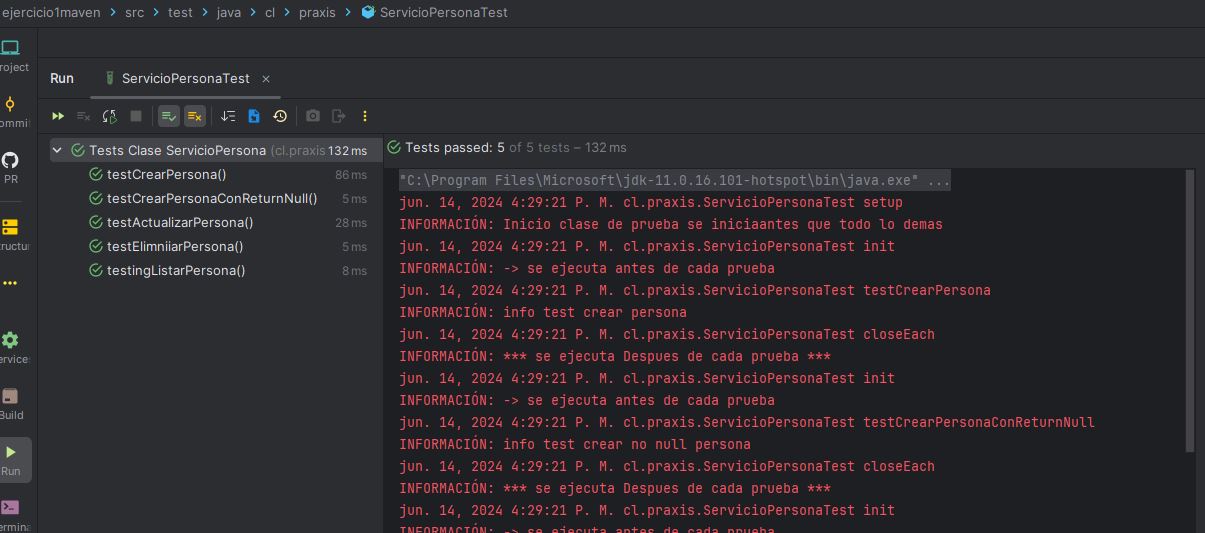 ejercicio1maven > src > test > java > cl > praxis > ServicioPersonaTest
roject
Run ServicioPersonaTest ×
ommit
PR
ructur
ervices
Build
Run
ermina
Tests Clase ServicioPersona (cl.praxis 132 ms
testCrearPersona() 86 ms
testCrearPersonaConReturnNull() 5 ms
testActualizarPersona() 28 ms
testElimniiarPersona() 5 ms
testingListarPersona() 8 ms
Tests passed: 5 of 5 tests – 132 ms
"C:\Program Files\Microsoft\jdk-11.0.16.101-hotspot\bin\java.exe" ...
jun. 14, 2024 4:29:21 P. M. cl.praxis.ServicioPersonaTest setup
INFORMACIÓN: Inicio clase de prueba se iniciaantes que todo lo demas
jun. 14, 2024 4:29:21 P. M. cl.praxis.ServicioPersonaTest init
INFORMACIÓN: -> se ejecuta antes de cada prueba
jun. 14, 2024 4:29:21 P. M. cl.praxis.ServicioPersonaTest testCrearPersona
INFORMACIÓN: info test crear persona
jun. 14, 2024 4:29:21 P. M. cl.praxis.ServicioPersonaTest closeEach
INFORMACIÓN: *** se ejecuta Despues de cada prueba ***
jun. 14, 2024 4:29:21 P. M. cl.praxis.ServicioPersonaTest init
INFORMACIÓN: -> se ejecuta antes de cada prueba
jun. 14, 2024 4:29:21 P. M. cl.praxis.ServicioPersonaTest testCrearPersonaConReturnNull
INFORMACIÓN: info test crear no null persona
jun. 14, 2024 4:29:21 P. M. cl.praxis.ServicioPersonaTest closeEach
INFORMACIÓN: *** se ejecuta Despues de cada prueba ***
jun. 14, 2024 4:29:21 P. M. cl.praxis.ServicioPersonaTest init
INFORMACIÓN: -> se ejecuta antes de cada prueba